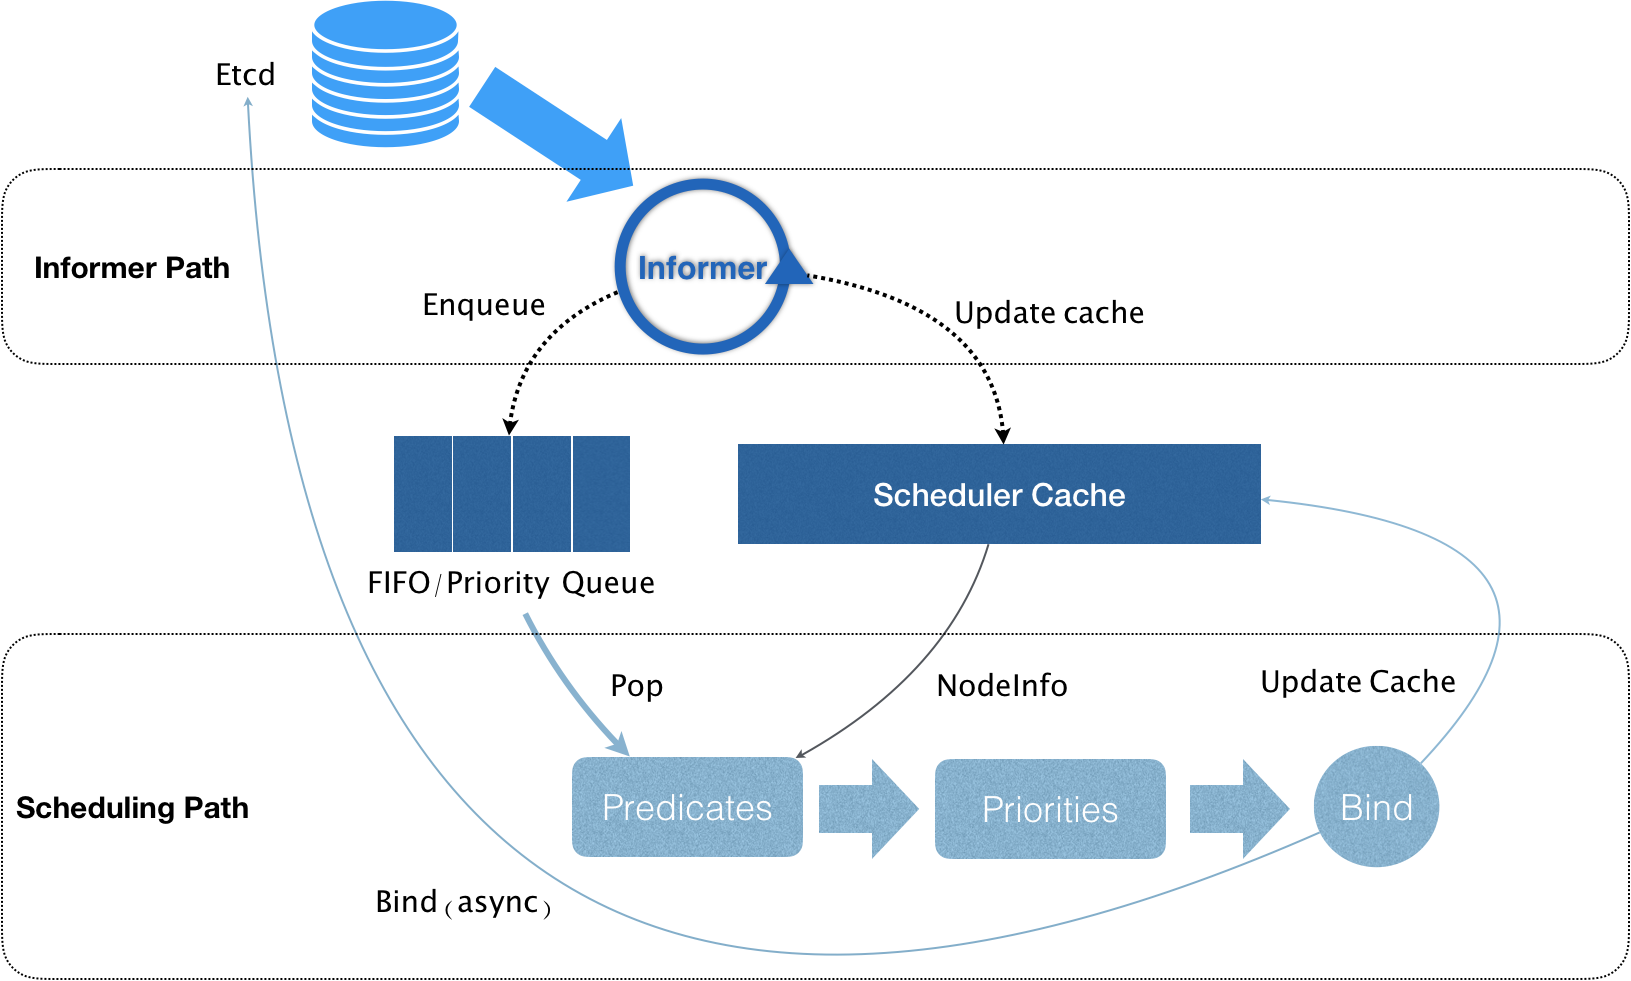 Etcd
Informer Path
Informer
Enqueue
Update cache
Scheduler Cache
FIFO/Priority Queue
Pop
NodeInfo
Update Cache
Scheduling Path
Predicates
Priorities
Bind
Bind(async)